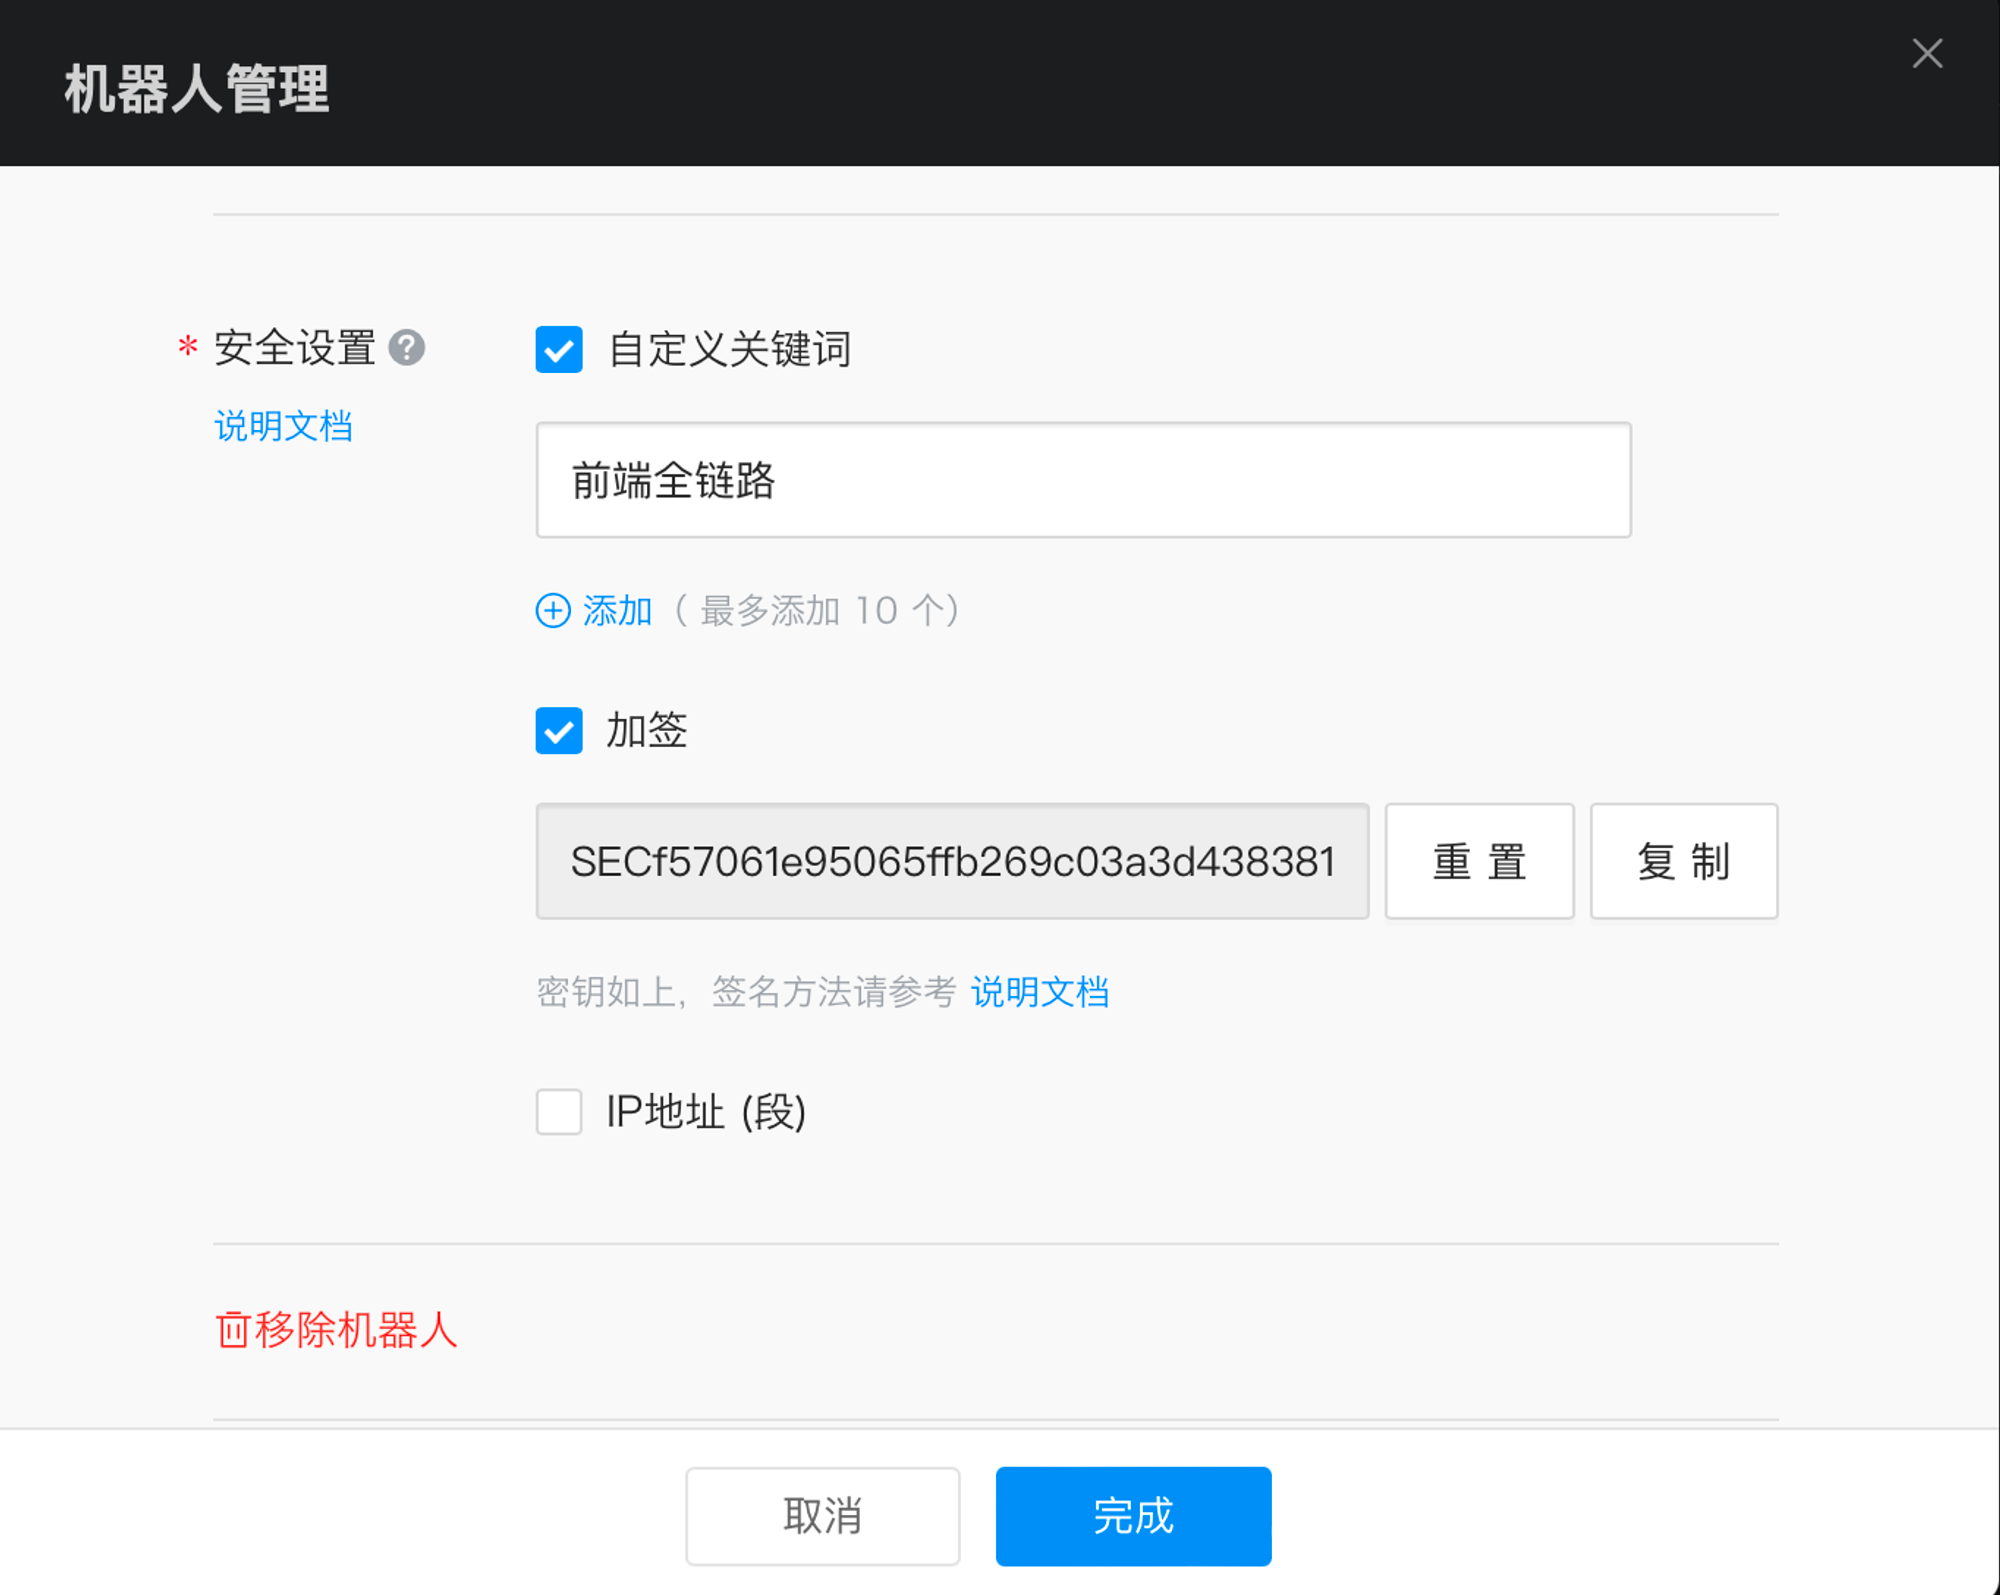 机器人管理
* 安全设置 ?
说明文档
自定义关键词
前端全链路
添加（ 最多添加 10 个）
加签
SECf57061e95065ffb269c03a3d438381
重 置
复 制
密钥如上，签名方法请参考 说明文档
IP地址 (段)
移除机器人
取消
完成